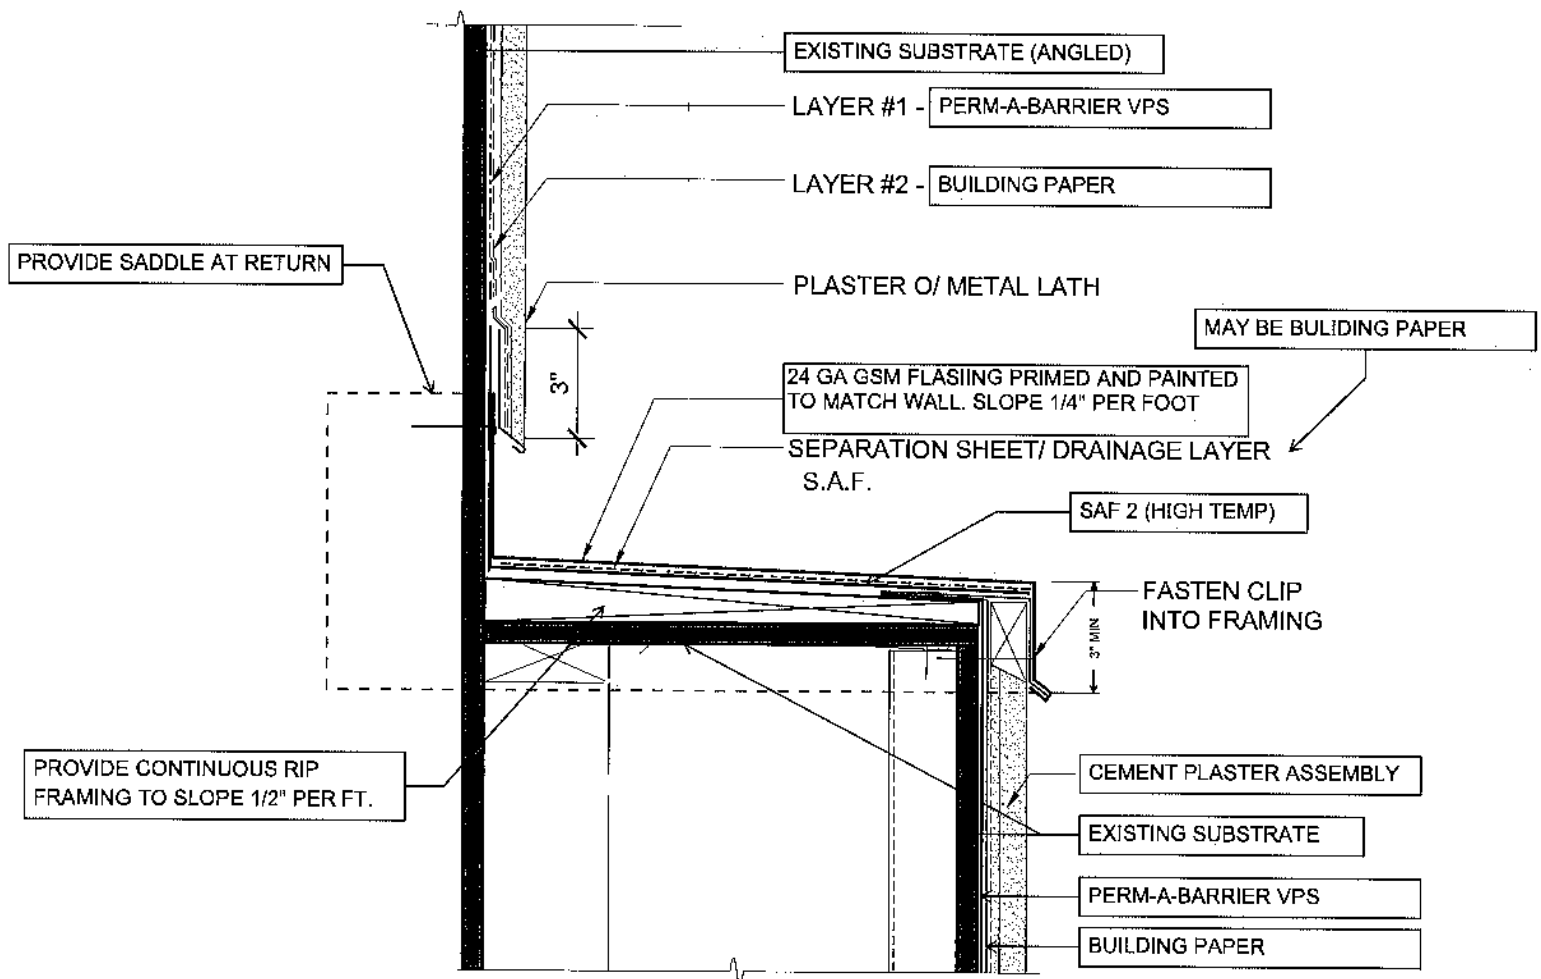 EXISTING SUBSTRATE (ANGLED)
LAYER #1 - PERM-A-BARRIER VPS
LAYER #2 - BUILDING PAPER
PROVIDE SADDLE AT RETURN
PLASTER O/ METAL LATH
MAY BE BULIDING PAPER
3"
24 GA GSM FLASIING PRIMED AND PAINTED
TO MATCH WALL. SLOPE 1/4" PER FOOT
SEPARATION SHEET/ DRAINAGE LAYER
S.A.F.
SAF 2 (HIGH TEMP)
FASTEN CLIP
INTO FRAMING
3" MIN
PROVIDE CONTINUOUS RIP
FRAMING TO SLOPE 1/2" PER FT.
CEMENT PLASTER ASSEMBLY
EXISTING SUBSTRATE
PERM-A-BARRIER VPS
BUILDING PAPER